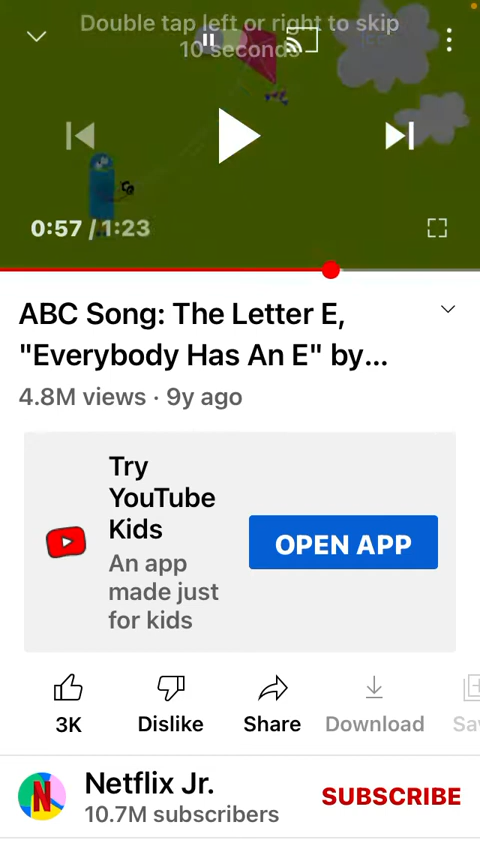 Double tap left or right to skip
10 seconds
0:57 / 1:23
ABC Song: The Letter E,
"Everybody Has An E" by...
4.8M views · 9y ago
Try
YouTube
Kids
An app
made just
for kids
OPEN APP
3K
Dislike
Share
Download
Sa
Netflix Jr.
10.7M subscribers
SUBSCRIBE